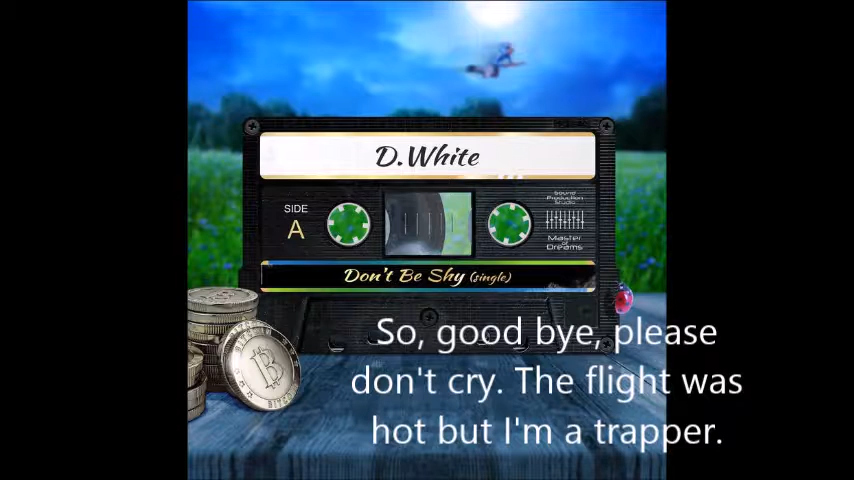 D.White
SIDE
A
Sound
Production
Studio
Master
of
Dreams
Don't Be Shy (single)
BITCOIN
B
So, good bye, please
don't cry. The flight was
hot but I'm a trapper.